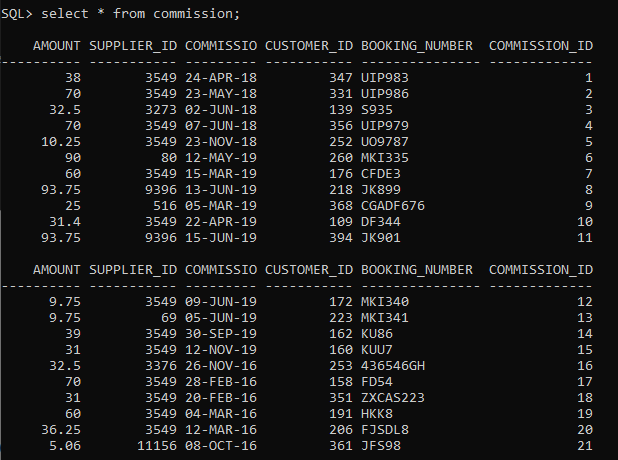 SQL> select * from commission;
AMOUNT SUPPLIER_ID COMMISSIO CUSTOMER_ID BOOKING_NUMBER COMMISSION_ID
---------- ----------- --------- ----------- --------------- -------------
38 3549 24-APR-18 347 UIP983 1
70 3549 23-MAY-18 331 UIP986 2
32.5 3273 02-JUN-18 139 S935 3
70 3549 07-JUN-18 356 UIP979 4
10.25 3549 23-NOV-18 252 UO9787 5
90 80 12-MAY-19 260 MKI335 6
60 3549 15-MAR-19 176 CFDE3 7
93.75 9396 13-JUN-19 218 JK899 8
25 516 05-MAR-19 368 CGADF676 9
31.4 3549 22-APR-19 109 DF344 10
93.75 9396 15-JUN-19 394 JK901 11
AMOUNT SUPPLIER_ID COMMISSIO CUSTOMER_ID BOOKING_NUMBER COMMISSION_ID
---------- ----------- --------- ----------- --------------- -------------
9.75 3549 09-JUN-19 172 MKI340 12
9.75 69 05-JUN-19 223 MKI341 13
39 3549 30-SEP-19 162 KU86 14
31 3549 12-NOV-19 160 KUU7 15
32.5 3376 26-NOV-16 253 436546GH 16
70 3549 28-FEB-16 158 FD54 17
31 3549 20-FEB-16 351 ZXCAS223 18
60 3549 04-MAR-16 191 HKK8 19
36.25 3549 12-MAR-16 206 FJSDL8 20
5.06 11156 08-OCT-16 361 JFS98 21